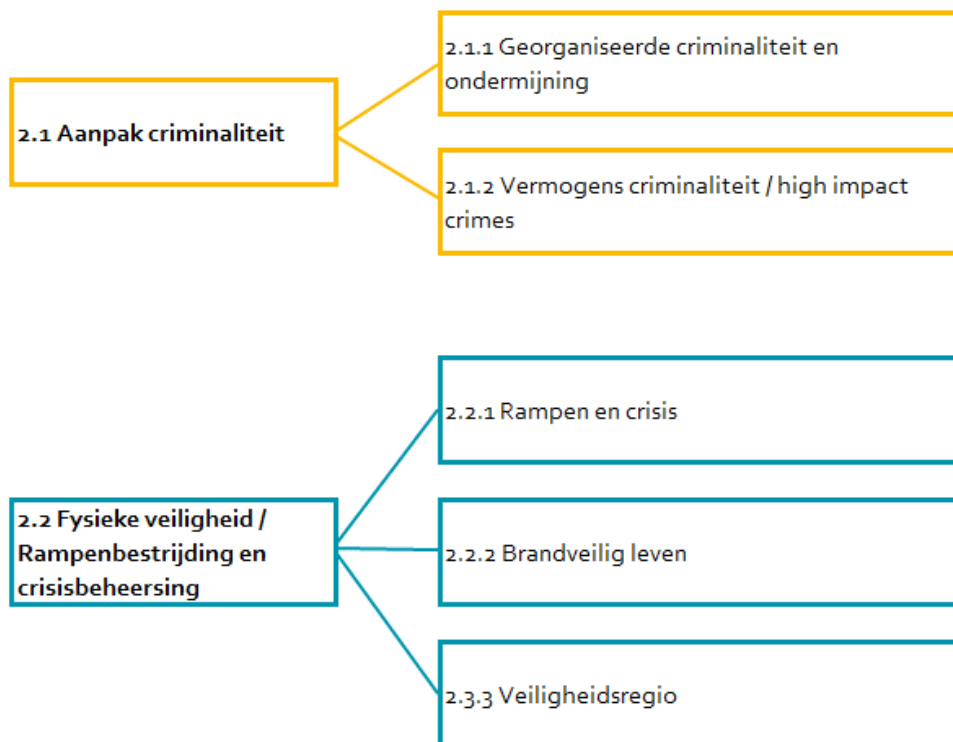 2.1.1 Georganiseerde criminaliteit en
ondermijning
2.1 Aanpak criminaliteit
2.1.2 Vermogens criminaliteit / high impact
crimes
2.2.1 Rampen en crisis
2.2 Fysieke veiligheid /
Rampenbestrijding en
crisisbeheersing
2.2.2 Brandveilig leven
2.3.3 Veiligheidsregio